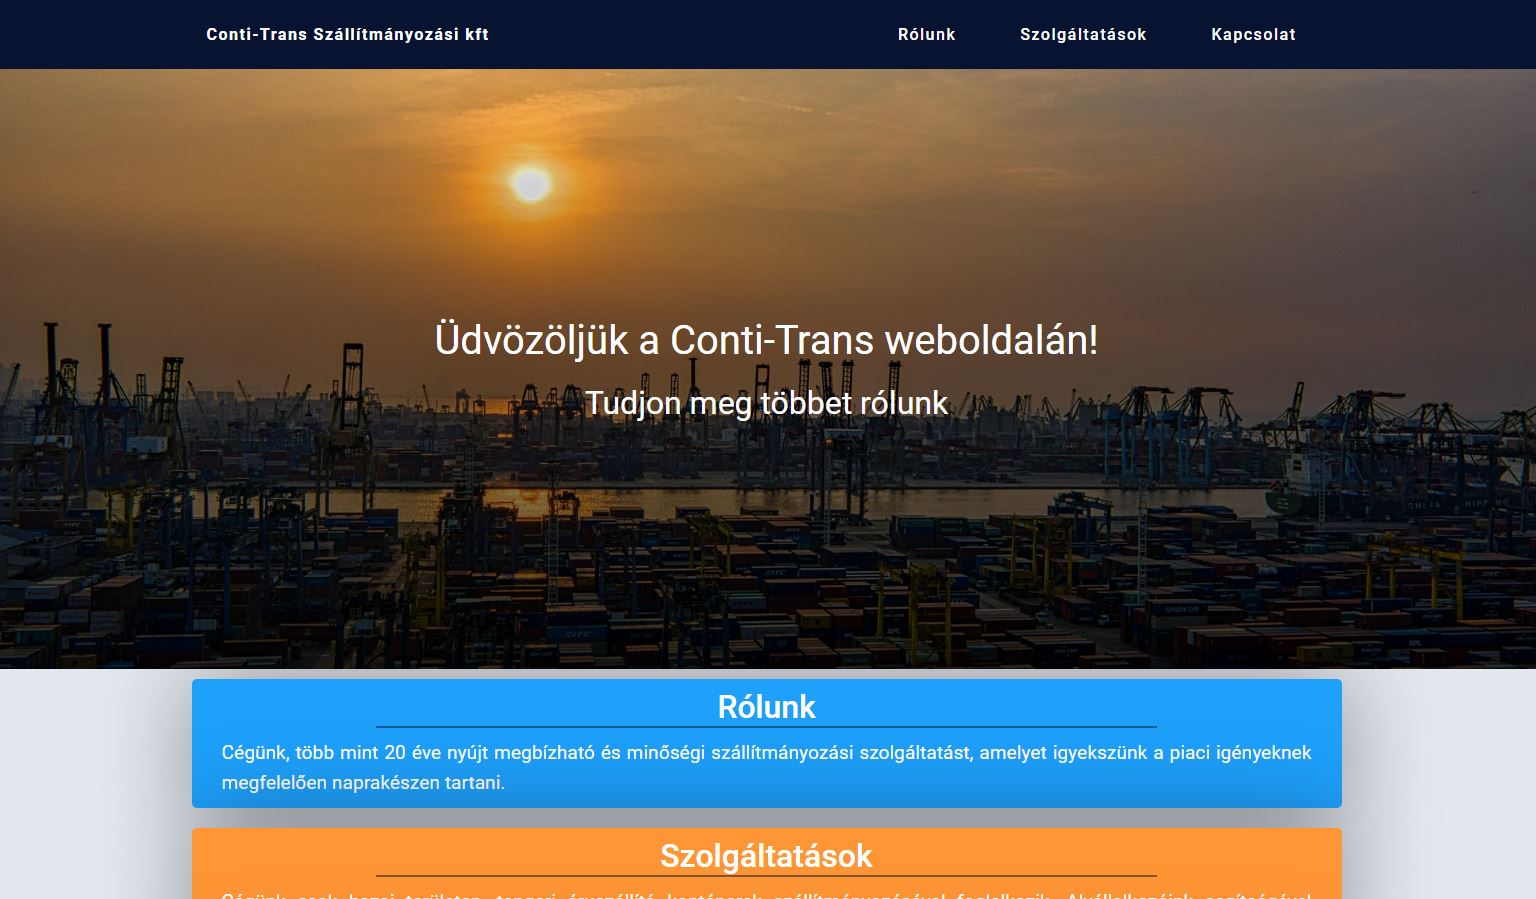 Conti-Trans Szállítmányozási kft
Rólunk
Szolgáltatások
Kapcsolat
Üdvözöljük a Conti-Trans weboldalán!
Tudjon meg többet rólunk
Rólunk
Cégünk, több mint 20 éve nyújt megbízható és minőségi szállítmányozási szolgáltatást, amelyet igyekszünk a piaci igényeknek
megfelelően naprakészen tartani.
Szolgáltatások